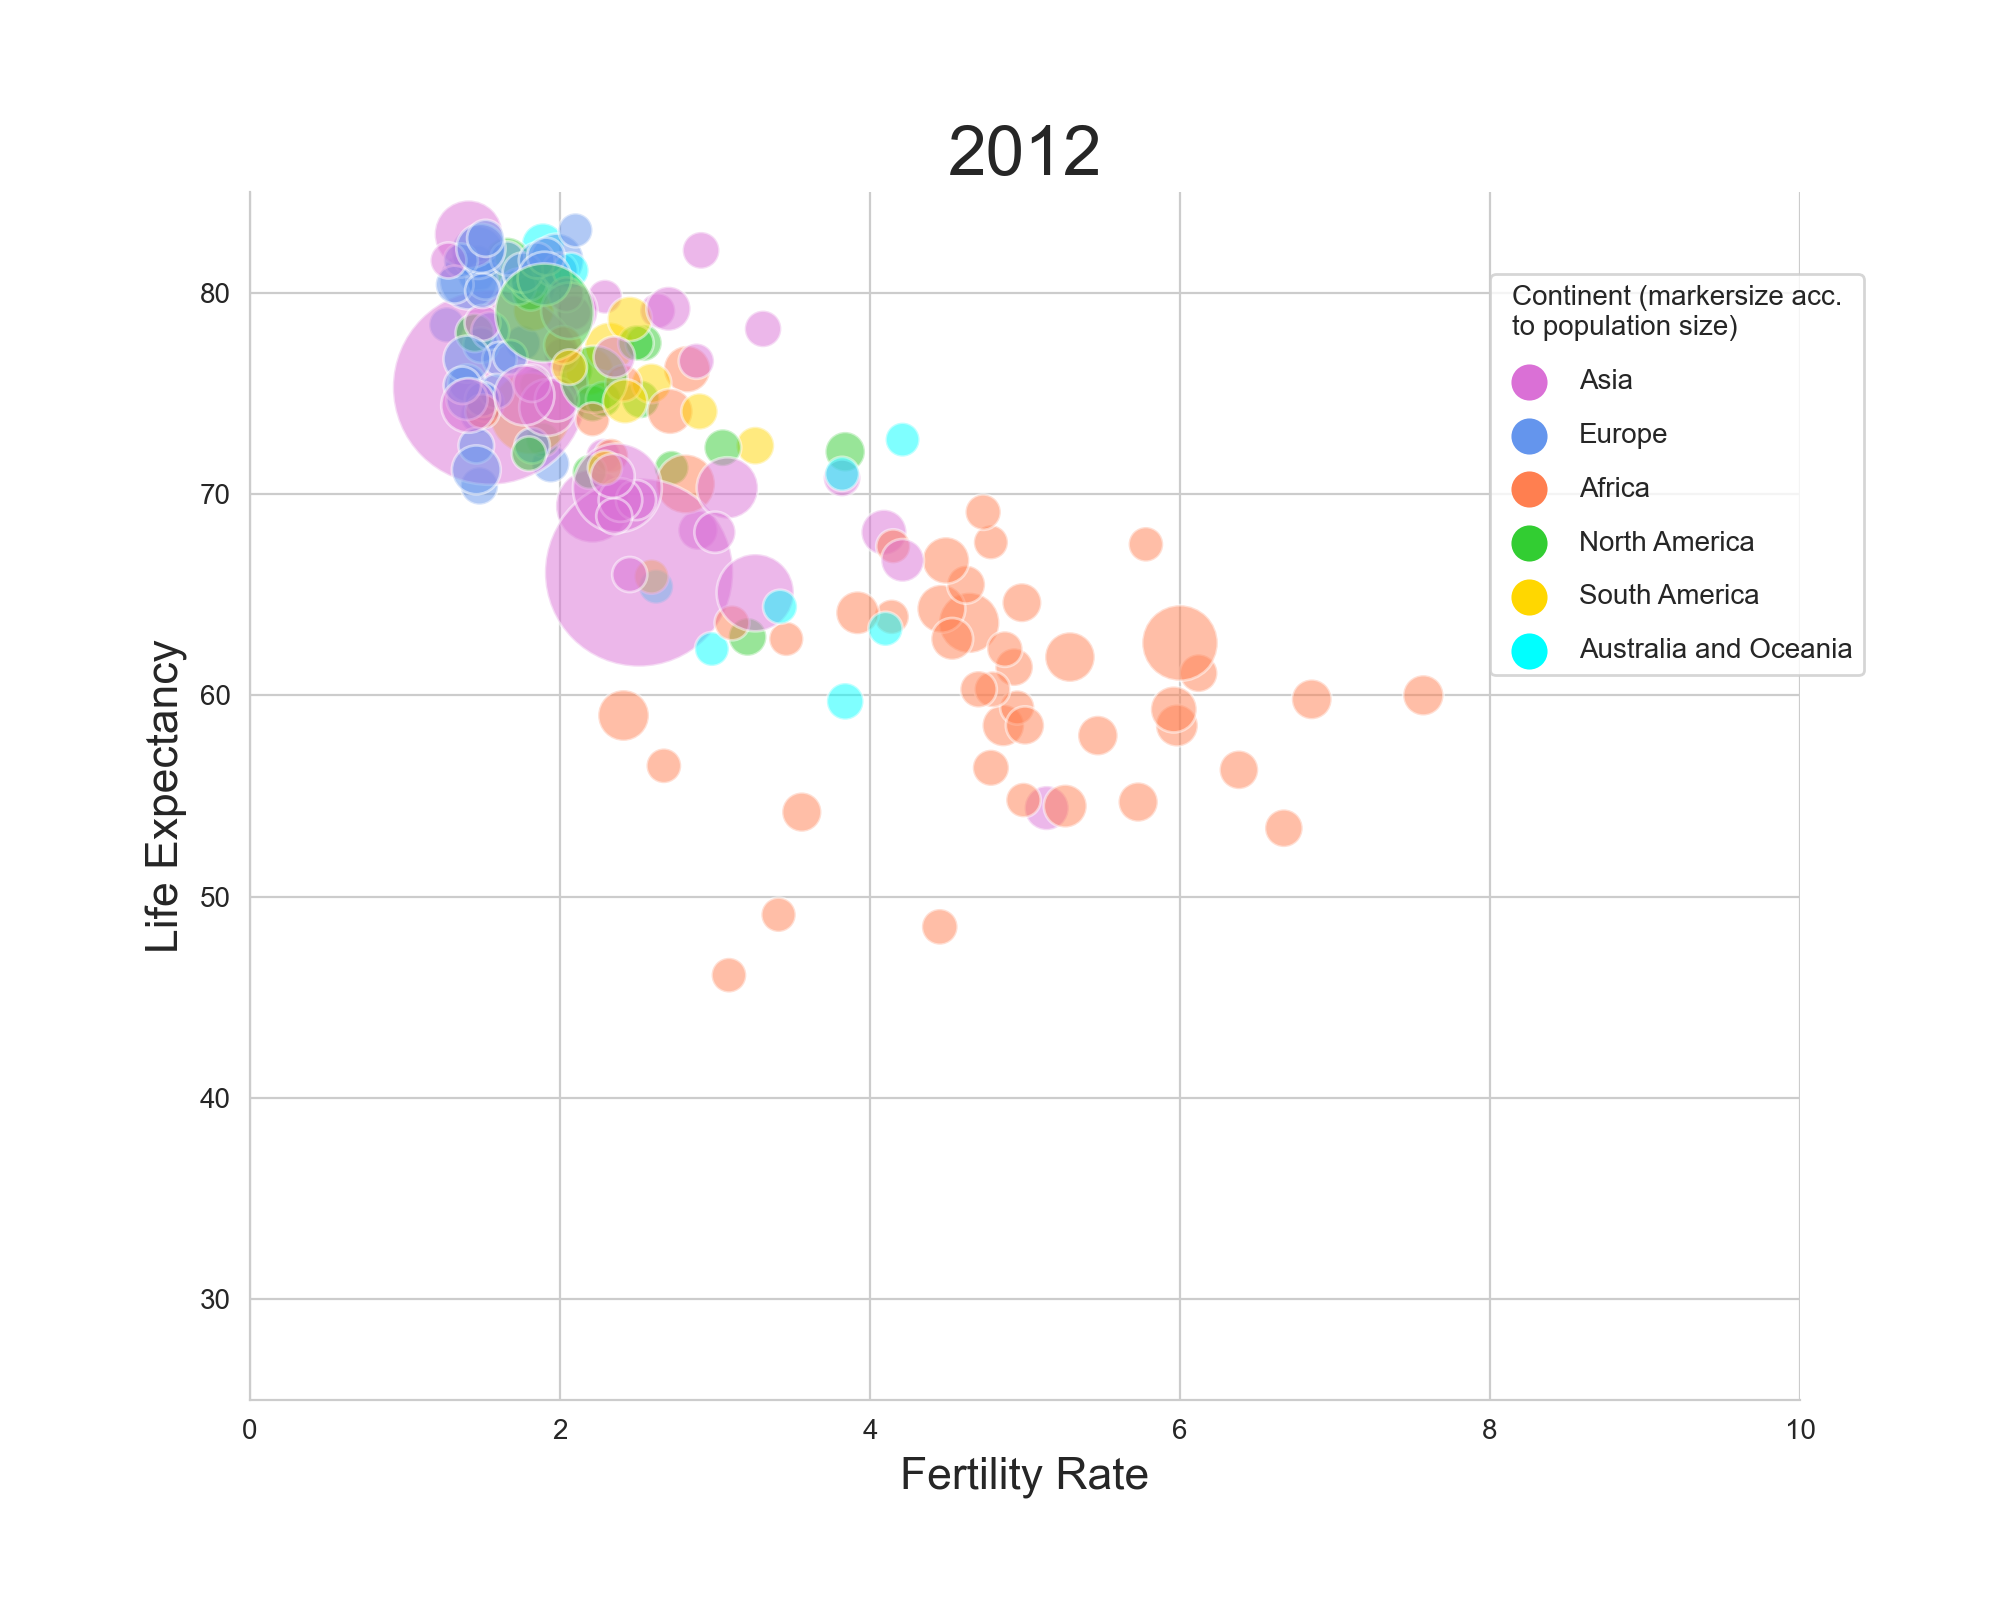 2012
Life Expectancy
80
70
60
50
40
30
0
2
4
6
8
10
Fertility Rate
Continent (markersize acc.
to population size)
Asia
Europe
Africa
North America
South America
Australia and Oceania